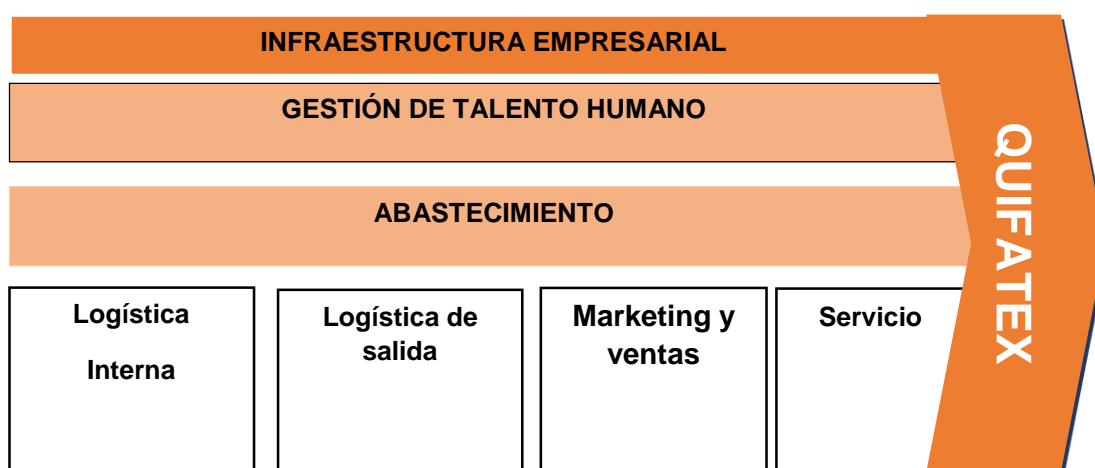 INFRAESTRUCTURA EMPRESARIAL
GESTIÓN DE TALENTO HUMANO
ABASTECIMIENTO
Logística
Interna
Logística de
salida
Marketing y
ventas
Servicio
QUIFATEX